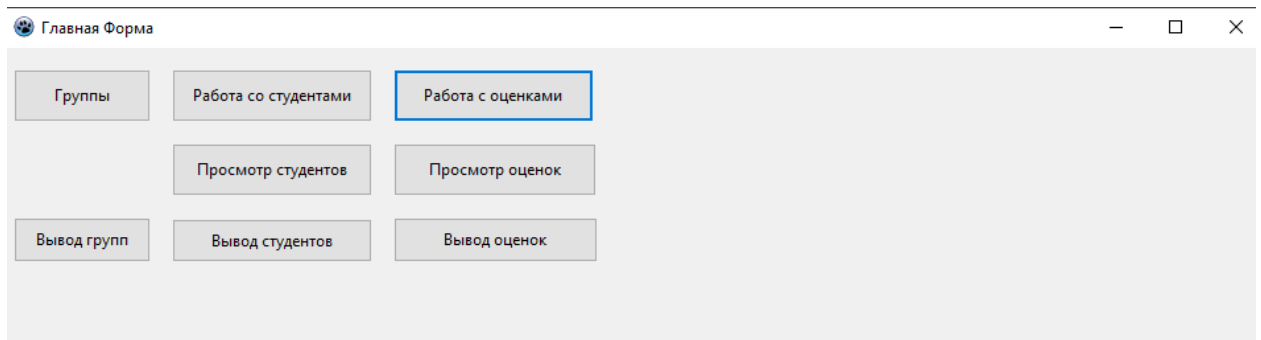 Главная Форма
Группы Работа со студентами Работа с оценками
Просмотр студентов Просмотр оценок
Вывод групп Вывод студентов Вывод оценок